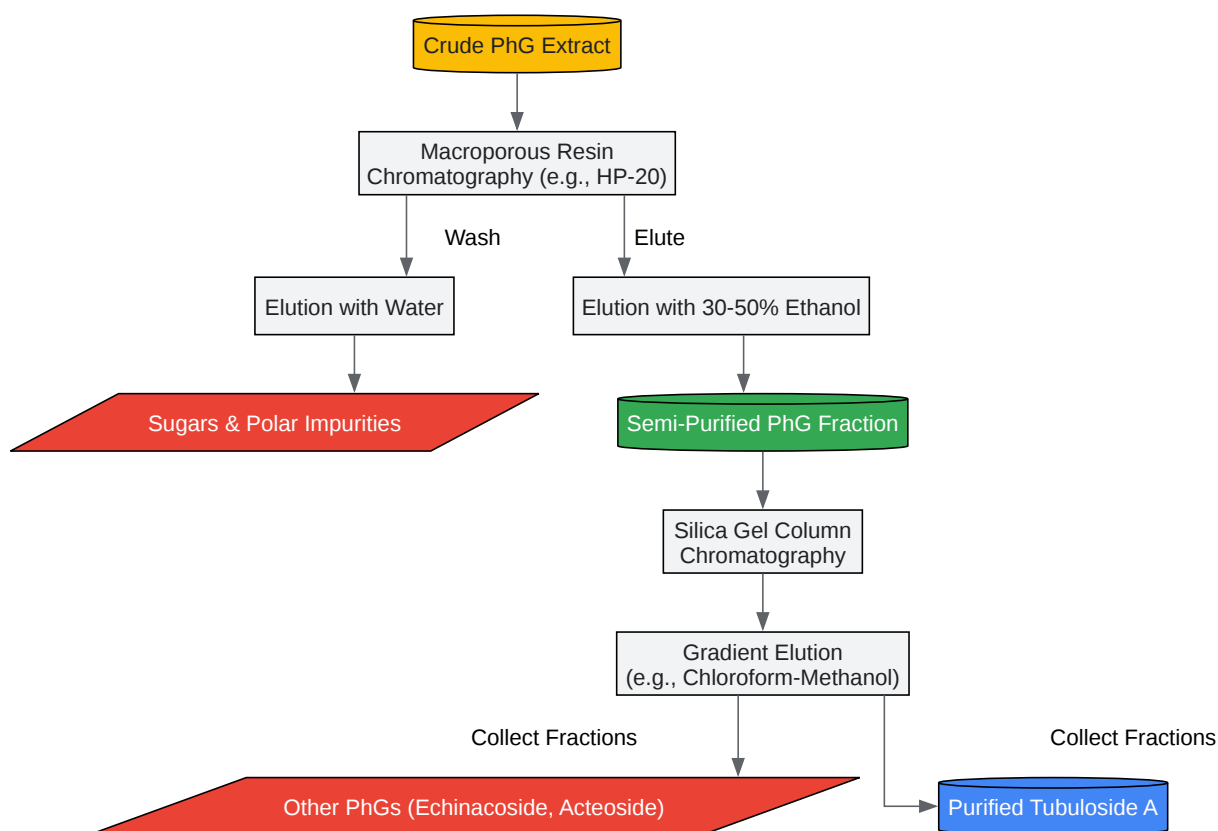 Crude PhG Extract
Macroporous Resin
Chromatography (e.g., HP-20)
Wash
Elute
Elution with Water
Elution with 30-50% Ethanol
Sugars & Polar Impurities
Semi-Purified PhG Fraction
Silica Gel Column
Chromatography
Gradient Elution
(e.g., Chloroform-Methanol)
Collect Fractions
Collect Fractions
Other PhGs (Echinacoside, Acteoside)
Purified Tubuloside A